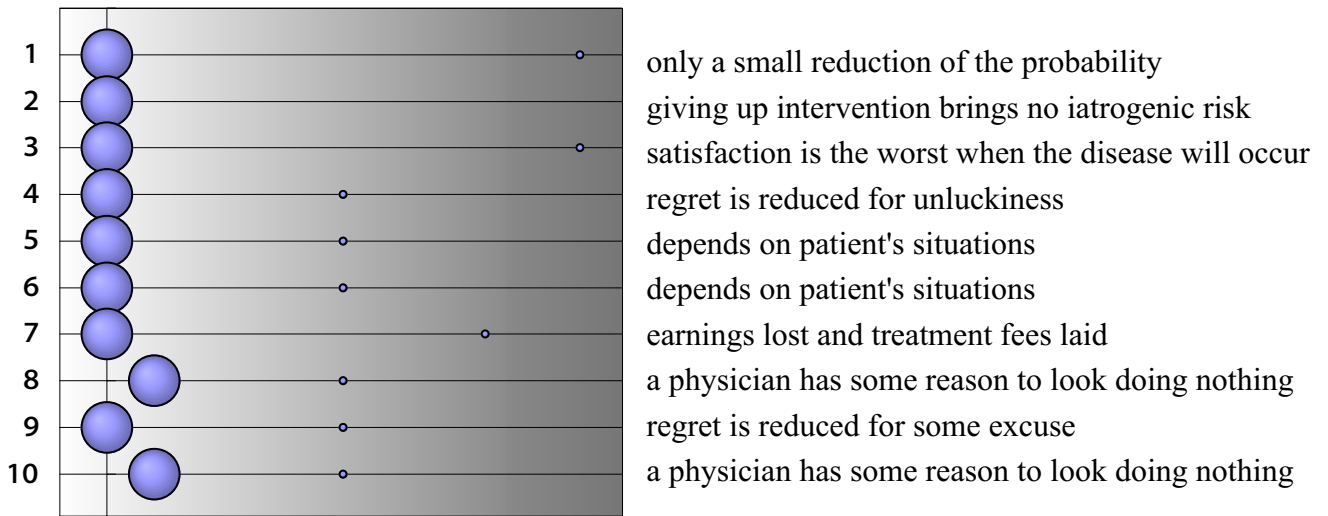 1 only a small reduction of the probability
2 giving up intervention brings no iatrogenic risk
3 satisfaction is the worst when the disease will occur
4 regret is reduced for unluckiness
5 depends on patient's situations
6 depends on patient's situations
7 earnings lost and treatment fees laid
8 a physician has some reason to look doing nothing
9 regret is reduced for some excuse
10 a physician has some reason to look doing nothing